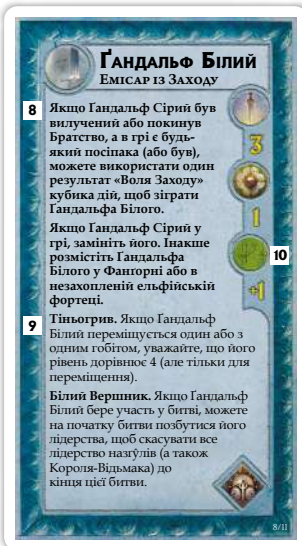 Ґандальф Білий
Емісар із Заходу
8
Якщо Ґандальф Сірий був
вилучений або покинув
Братство, а в грі є будь-
який посіпака (або був),
можете використати один
результат «Воля Заходу»
кубика дій, щоб зіграти
Ґандальфа Білого.
Якщо Ґандальф Сірий у
грі, замініть його. Інакше
розмістіть Ґандальфа
Білого у Фанґорні або в
незахопленій ельфійській
фортеці.
3
1
10
+1
9
Тіньогрив. Якщо Ґандальф
Білий переміщується один або з
одним гобітом, уважайте, що його
рівень дорівнює 4 (але тільки для
переміщення).
Білий Вершник. Якщо Ґандальф
Білий бере участь у битві, можете
на початку битви позбутися його
лідерства, щоб скасувати все
лідерство назґулів (а також
Короля-Відьмака) до
кінця цієї битви.
8/II